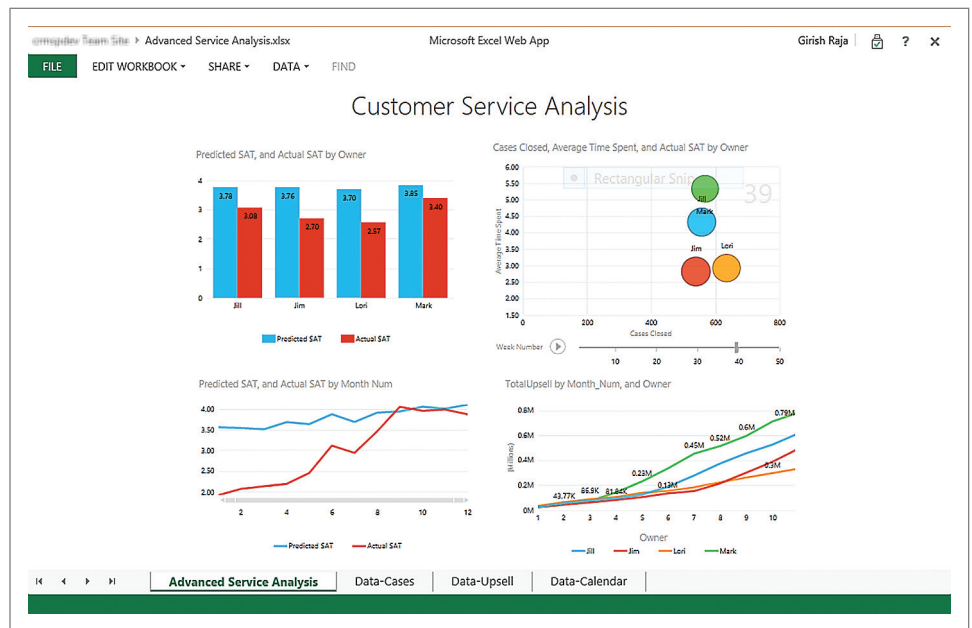 crmspdev Team Site ▸ Advanced Service Analysis.xlsx
Microsoft Excel Web App
Girish Raja
FILE EDIT WORKBOOK SHARE DATA FIND
Customer Service Analysis
Predicted SAT, and Actual SAT by Owner
4
3
2
1
0
3.78 3.08 3.76 2.70 3.70 2.57 3.85 3.40
Jill Jim Lori Mark
Predicted SAT Actual SAT
Cases Closed, Average Time Spent, and Actual SAT by Owner
Rectangular Snip
39
Average Time Spent
6.00
5.50
5.00
4.50
4.00
3.50
3.00
2.50
2.00
1.50
Jill
Mark
Jim Lori
0 200 400 600 800
Cases Closed
Week Number
10 20 30 40 50
Predicted SAT, and Actual SAT by Month Num
4.00
3.50
3.00
2.50
2.00
2 4 6 8 10 12
Predicted SAT Actual SAT
TotalUpsell by Month_Num, and Owner
(Millions)
0.8M
0.6M
0.4M
0.2M
0M
43.77K 86.9K 81.84K 0.23M 0.13M 0.45M 0.52M 0.6M 0.3M 0.79M
1 2 3 4 5 6 7 8 9 10
Owner
Jill Jim Lori Mark
Advanced Service Analysis Data-Cases Data-Upsell Data-Calendar